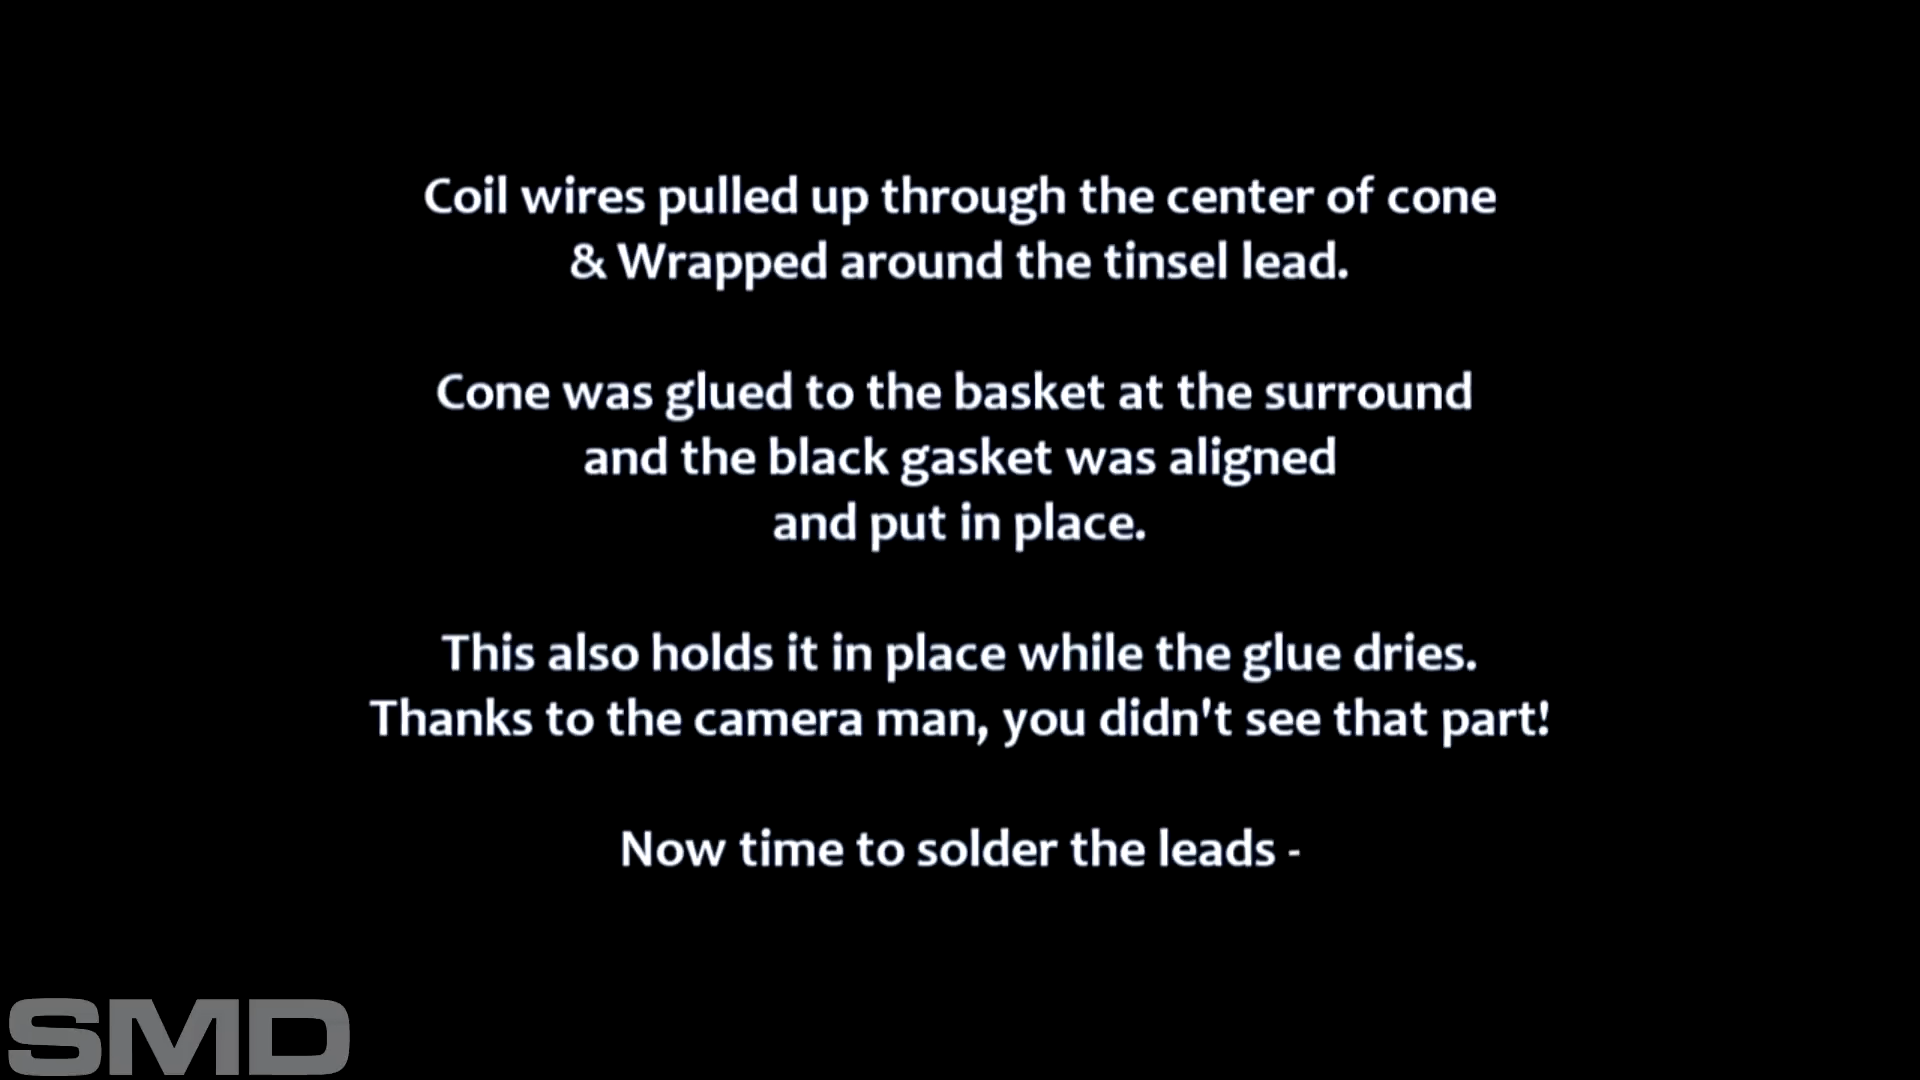 Coil wires pulled up through the center of cone
& Wrapped around the tinsel lead.
Cone was glued to the basket at the surround
and the black gasket was aligned
and put in place.
This also holds it in place while the glue dries.
Thanks to the camera man, you didn't see that part!
Now time to solder the leads -
SMD